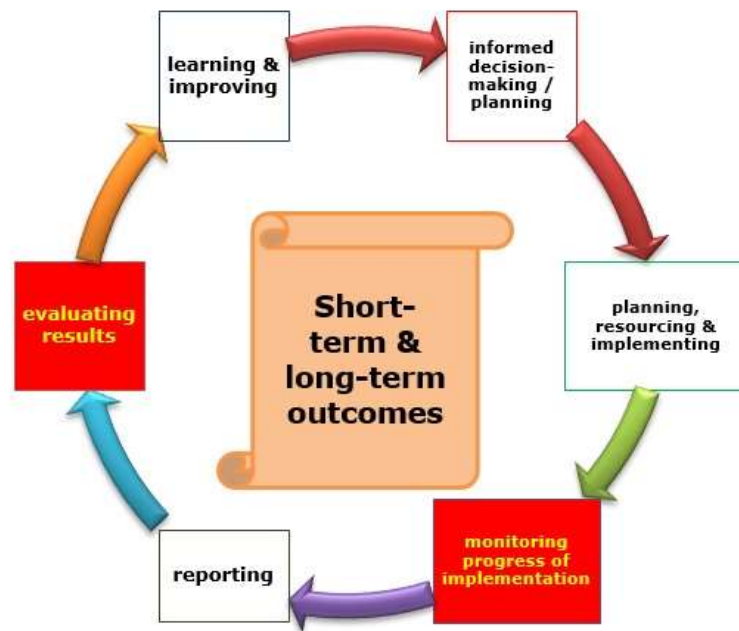 learning &
improving
informed
decision-
making /
planning
planning,
resourcing &
implementing
monitoring
progress of
implementation
reporting
evaluating
results
Short-
term &
long-term
outcomes